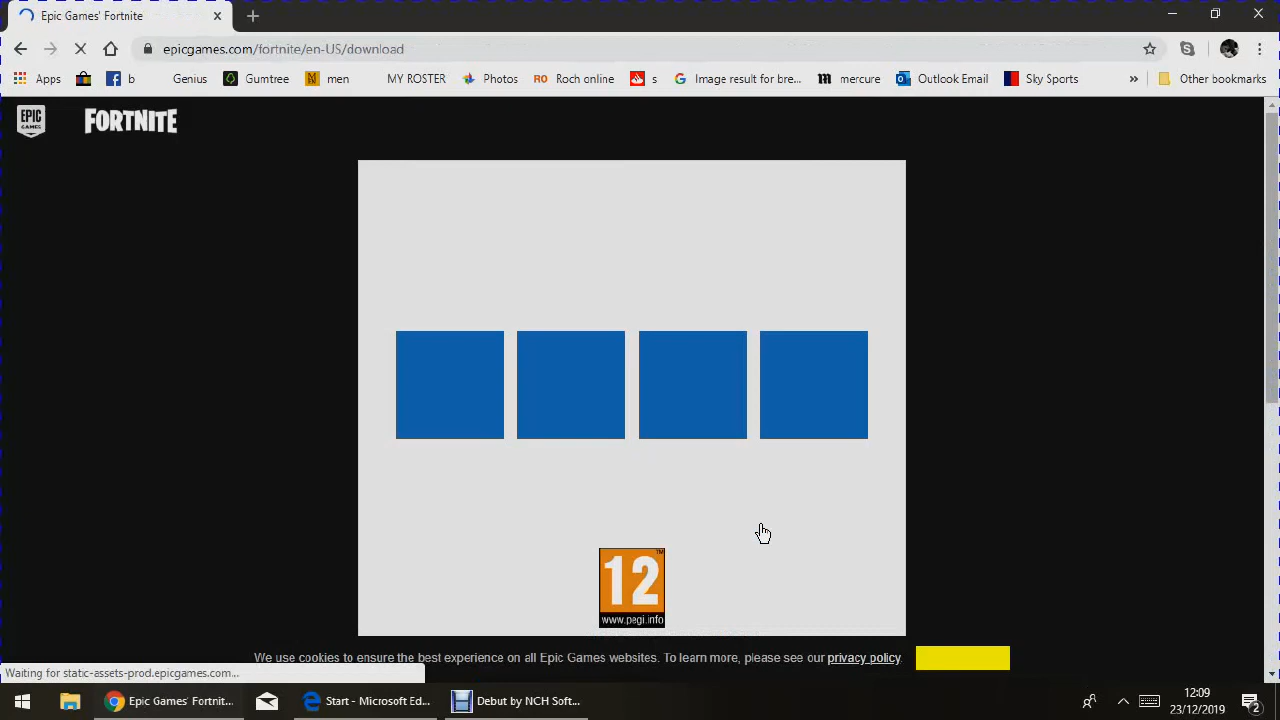 Epic Games' Fortnite
epicgames.com/fortnite/en-US/download
Apps b Genius Gumtree men MY ROSTER Photos RO Roch online s Image result for bre... mercure Outlook Email Sky Sports » Other bookmarks
EPIC GAMES FORTNITE
12
TM
www.pegi.info
We use cookies to ensure the best experience on all Epic Games websites. To learn more, please see our privacy policy.
Waiting for static-assets-prod.epicgames.com...
Epic Games' Fortnit... Start - Microsoft Ed... Debut by NCH Soft...
12:09
23/12/2019
2